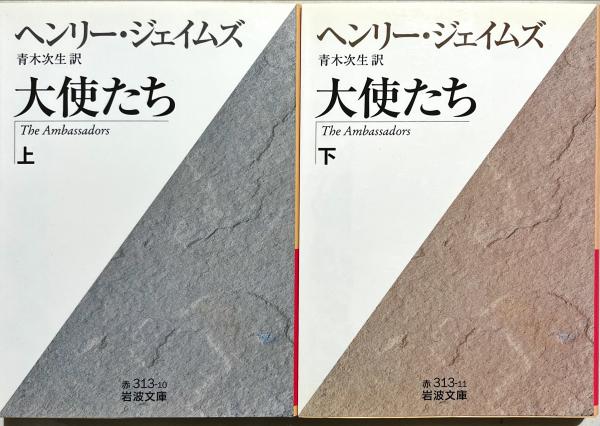 ヘンリー・ジェイムズ
青木次生 訳
大使たち
The Ambassadors
上
赤 313-10
岩波文庫
ヘンリー・ジェイムズ
青木次生 訳
大使たち
The Ambassadors
下
赤 313-11
岩波文庫